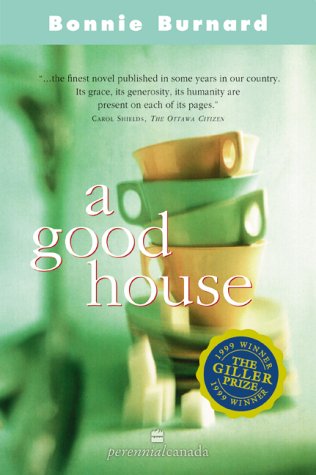 Bonnie Burnard
"...the finest novel published in some years in our country.
Its grace, its generosity, its humanity are
present on each of its pages."
CAROL SHIELDS, THE OTTAWA CITIZEN
a
good
house
1999 WINNER
THE
GILLER
PRIZE
1999 WINNER
perennialcanada